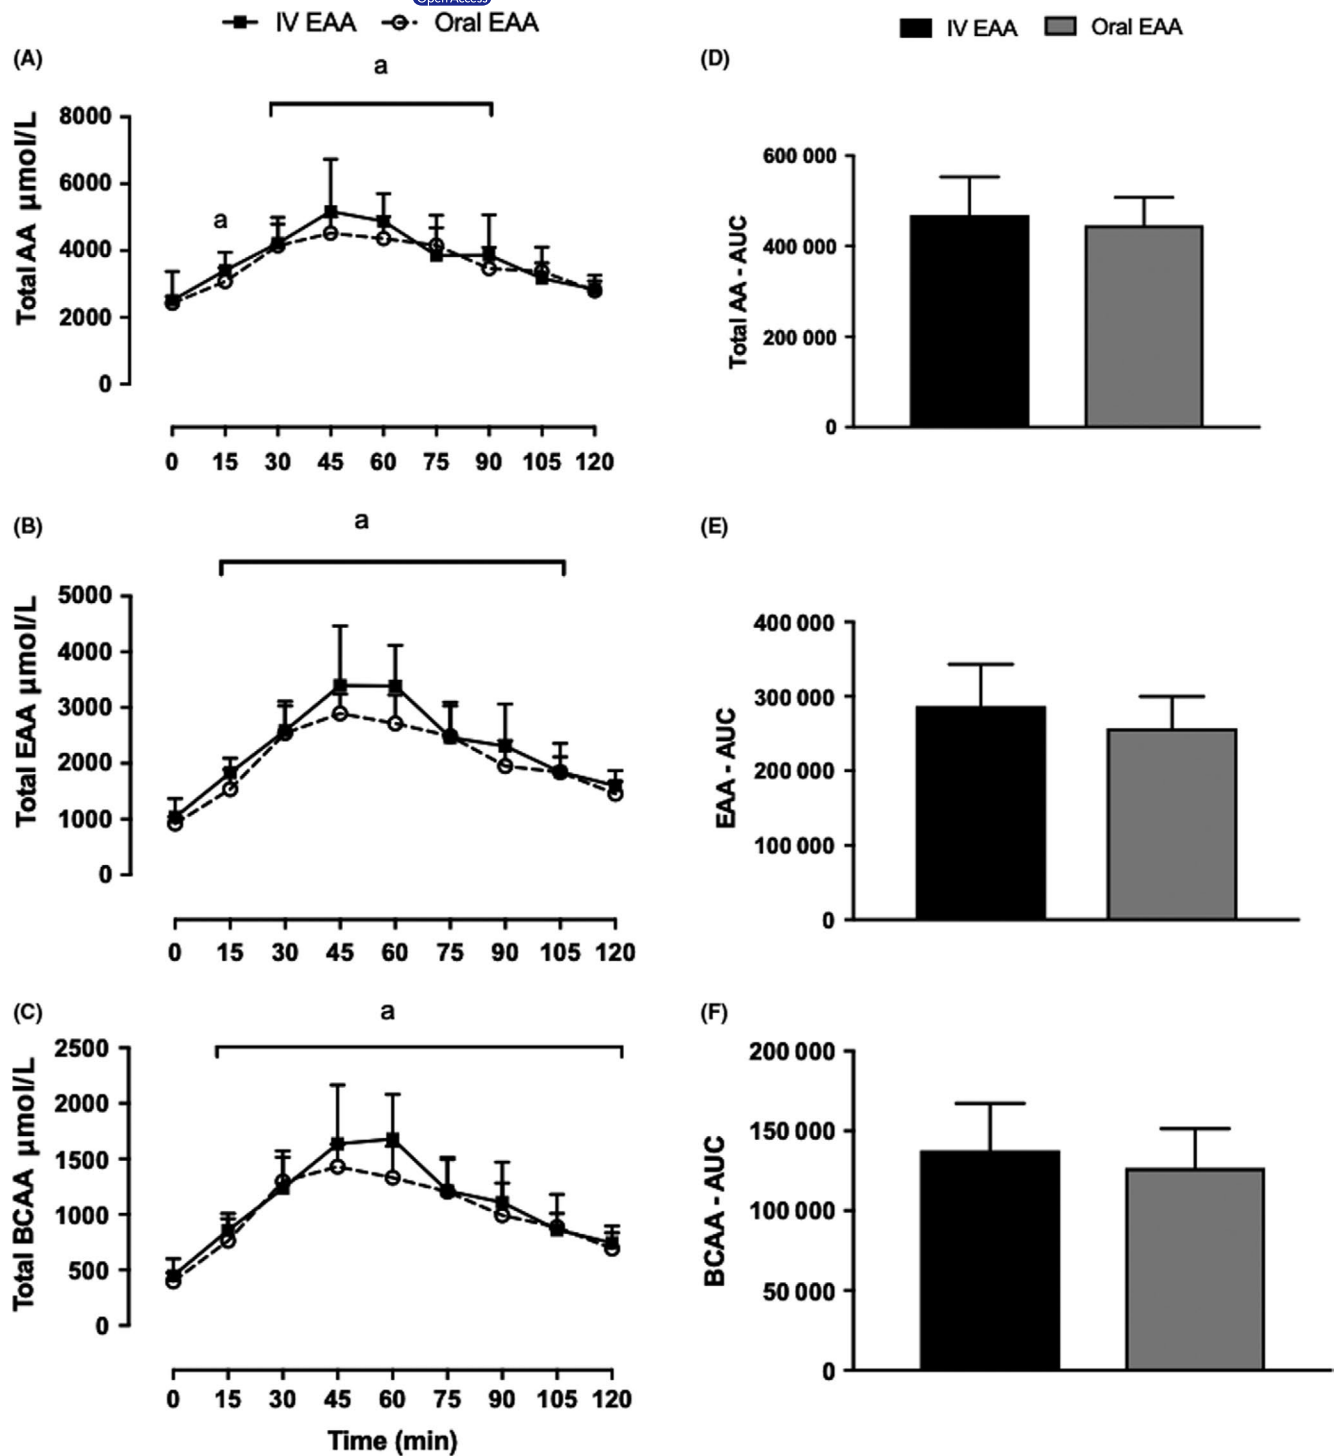 Open Access
IV EAA Oral EAA
(A)
a
Total AA µmol/L
8000
6000
4000
2000
0
a
0 15 30 45 60 75 90 105 120
(B)
a
Total EAA µmol/L
5000
4000
3000
2000
1000
0
0 15 30 45 60 75 90 105 120
(C)
a
Total BCAA µmol/L
2500
2000
1500
1000
500
0
0 15 30 45 60 75 90 105 120
Time (min)
IV EAA Oral EAA
(D)
Total AA - AUC
600 000
400 000
200 000
0
(E)
EAA - AUC
400 000
300 000
200 000
100 000
0
(F)
BCAA - AUC
200 000
150 000
100 000
50 000
0